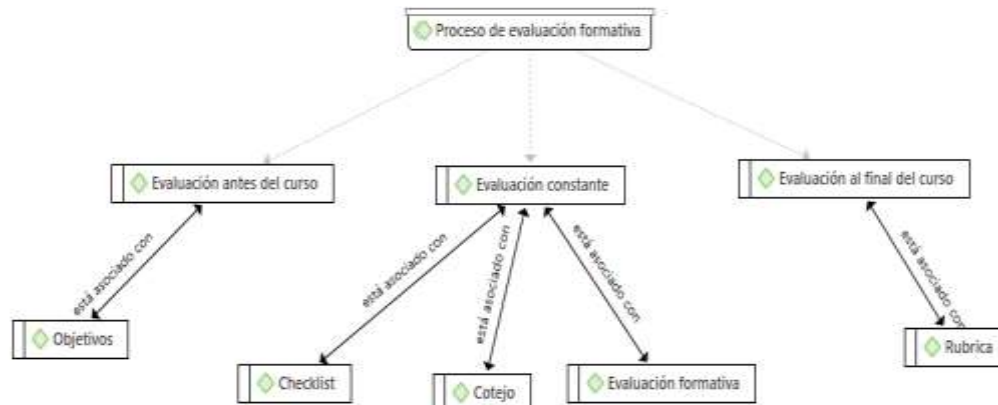 Proceso de evaluación formativa
Evaluación antes del curso
Evaluación constante
Evaluación al final del curso
está asociado con
está asociado con
está asociado con
está asociado con
está asociado con
Objetivos
Checklist
Cotejo
Evaluación formativa
Rubrica